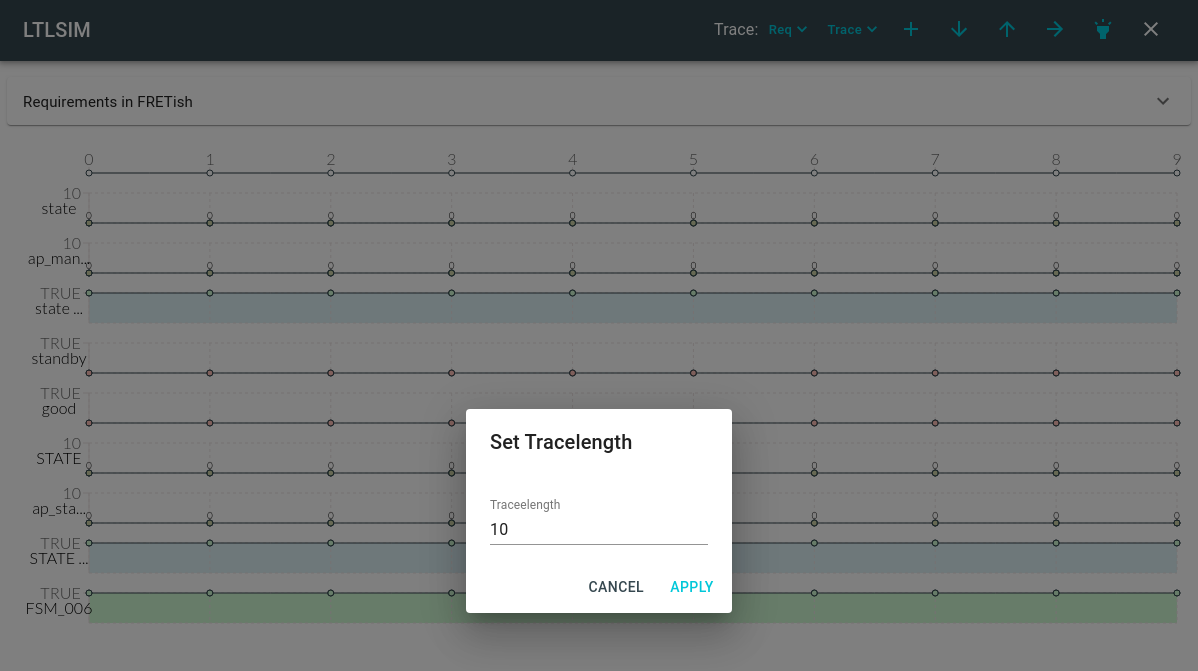 LTLSIM
Trace: Req Trace
Requirements in FRETish
0 1 2 3 4 5 6 7 8 9
10
state
0 0 0 0 0 0 0 0 0 0
10
ap_man...
0 0 0 0 0 0 0 0 0 0
TRUE
state ...
TRUE
standby
TRUE
good
10
STATE
0 0 0 0 0 0 0 0
10
ap_sta...
0 0 0 0 0 0 0 0
TRUE
STATE ...
TRUE
FSM_006
Set Tracelength
Traceelength
10
CANCEL APPLY